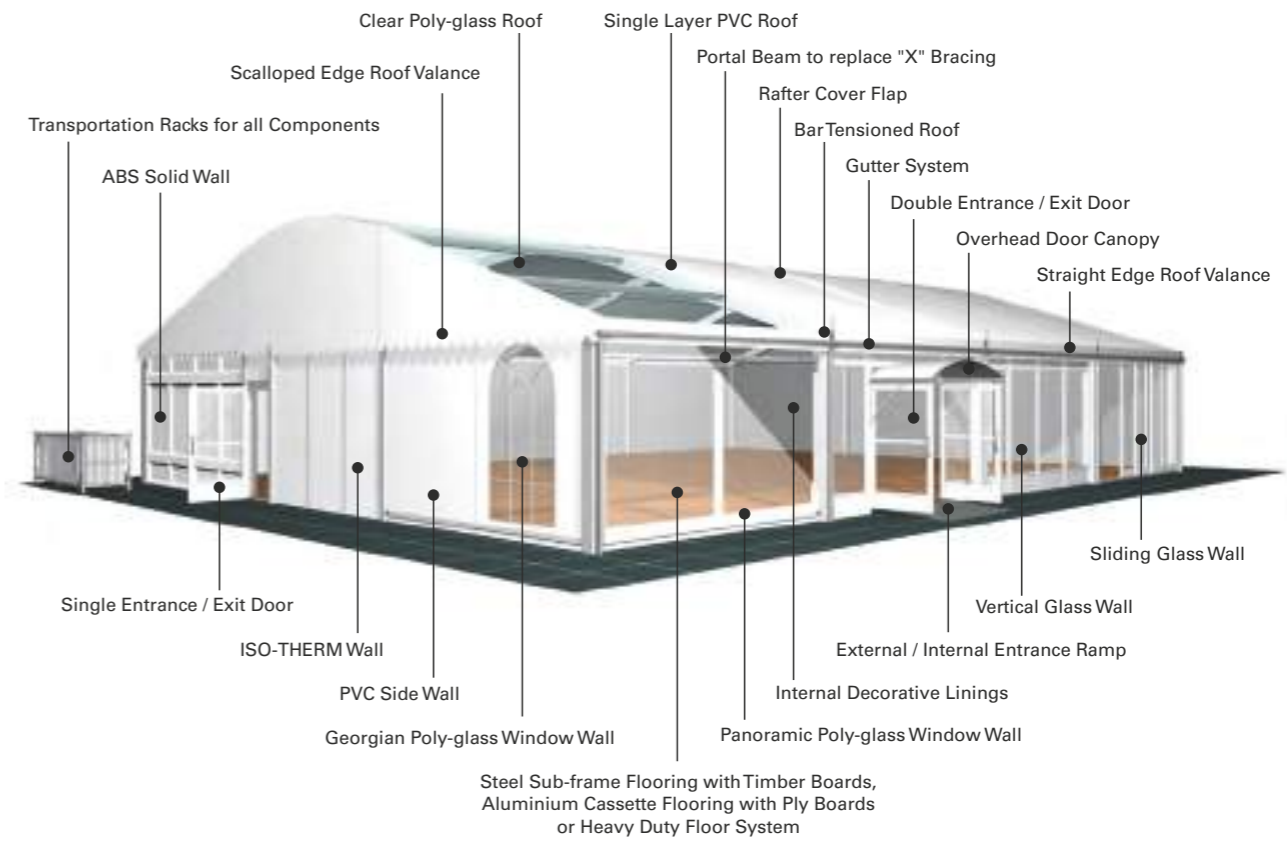 Clear Poly-glass Roof
Single Layer PVC Roof
Portal Beam to replace "X" Bracing
Scalloped Edge Roof Valance
Rafter Cover Flap
Transportation Racks for all Components
Bar Tensioned Roof
ABS Solid Wall
Gutter System
Double Entrance / Exit Door
Overhead Door Canopy
Straight Edge Roof Valance
Sliding Glass Wall
Single Entrance / Exit Door
Vertical Glass Wall
ISO-THERM Wall
External / Internal Entrance Ramp
PVC Side Wall
Internal Decorative Linings
Georgian Poly-glass Window Wall
Panoramic Poly-glass Window Wall
Steel Sub-frame Flooring with Timber Boards,
Aluminium Cassette Flooring with Ply Boards
or Heavy Duty Floor System